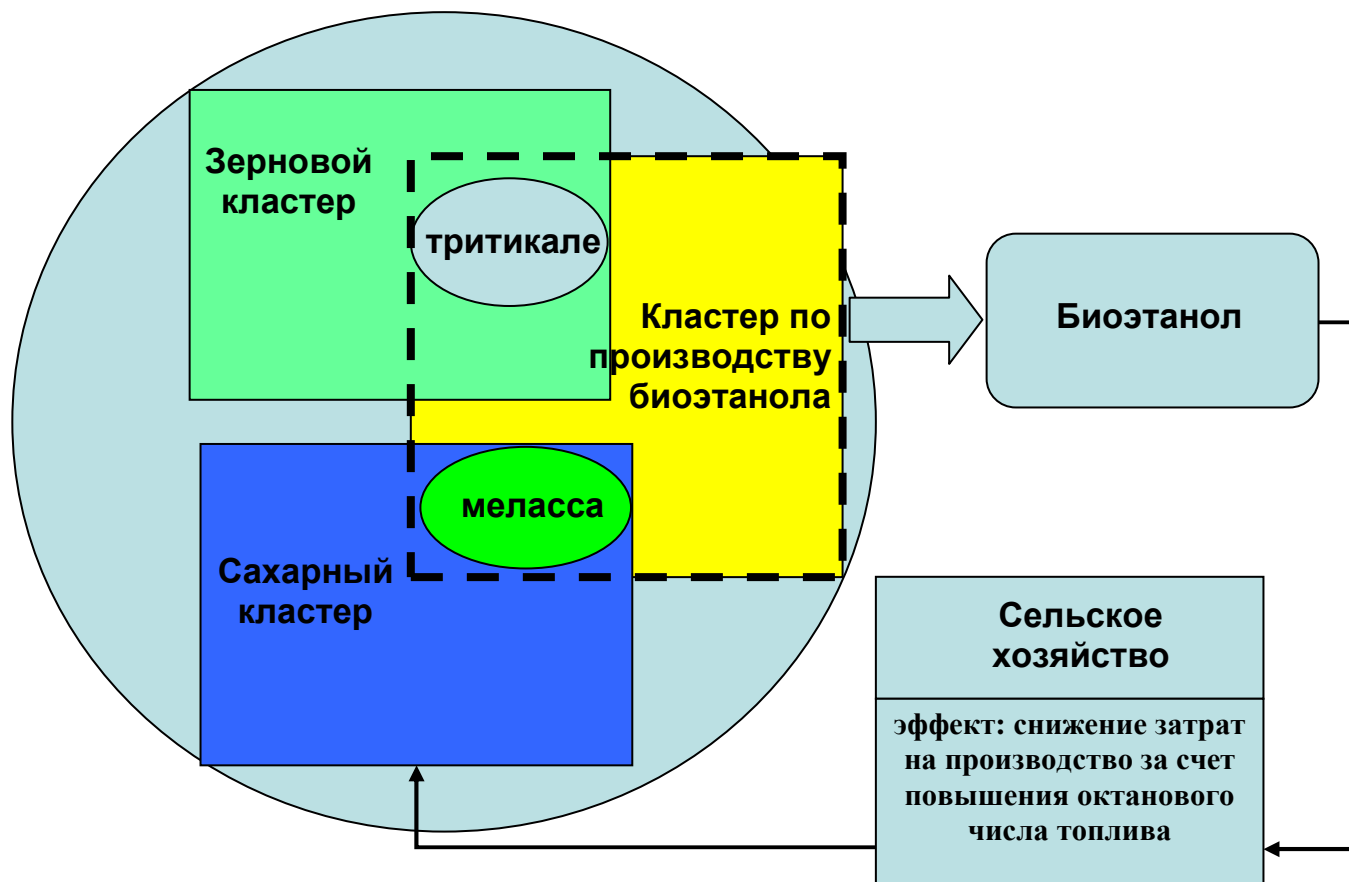 Зерновой
кластер
тритикале
Кластер по
производству
биоэтанола
Биоэтанол
меласса
Сахарный
кластер
Сельское
хозяйство
эффект: снижение затрат
на производство за счет
повышения октанового
числа топлива